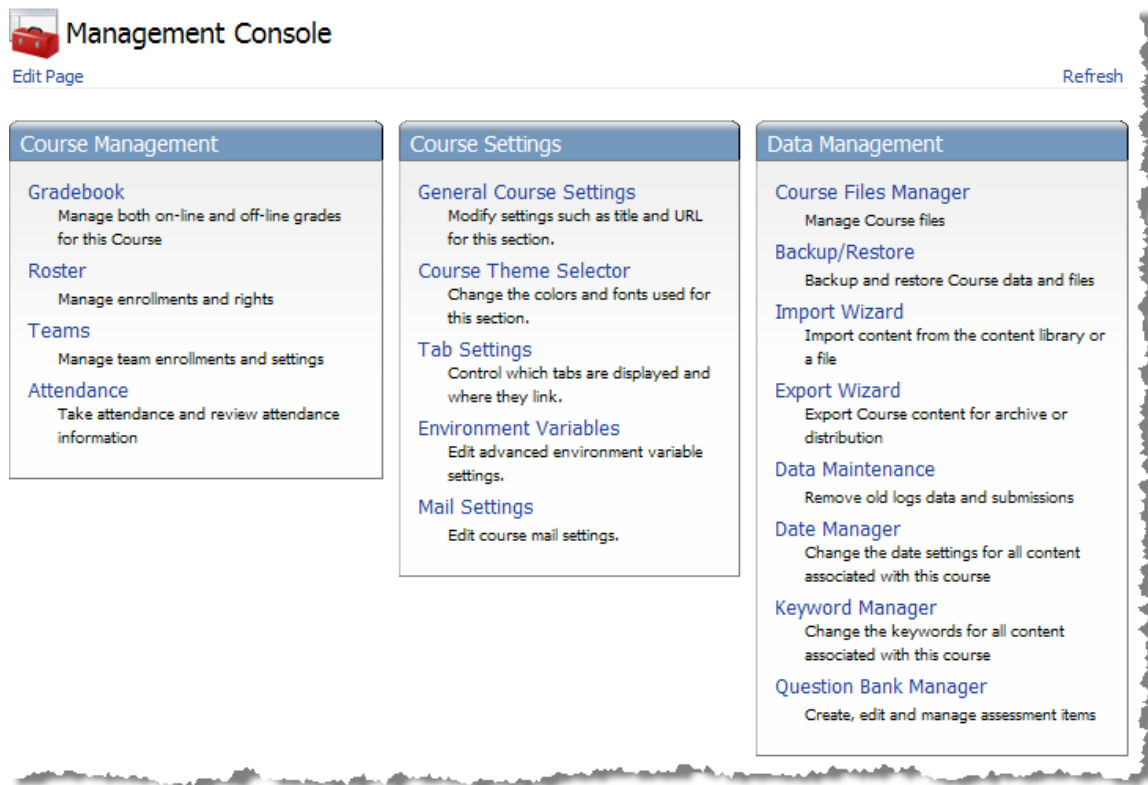 Management Console
Edit Page
Refresh
Course Management
Gradebook
Manage both on-line and off-line grades
for this Course
Roster
Manage enrollments and rights
Teams
Manage team enrollments and settings
Attendance
Take attendance and review attendance
information
Course Settings
General Course Settings
Modify settings such as title and URL
for this section.
Course Theme Selector
Change the colors and fonts used for
this section.
Tab Settings
Control which tabs are displayed and
where they link.
Environment Variables
Edit advanced environment variable
settings.
Mail Settings
Edit course mail settings.
Data Management
Course Files Manager
Manage Course files
Backup/Restore
Backup and restore Course data and files
Import Wizard
Import content from the content library or
a file
Export Wizard
Export Course content for archive or
distribution
Data Maintenance
Remove old logs data and submissions
Date Manager
Change the date settings for all content
associated with this course
Keyword Manager
Change the keywords for all content
associated with this course
Question Bank Manager
Create, edit and manage assessment items